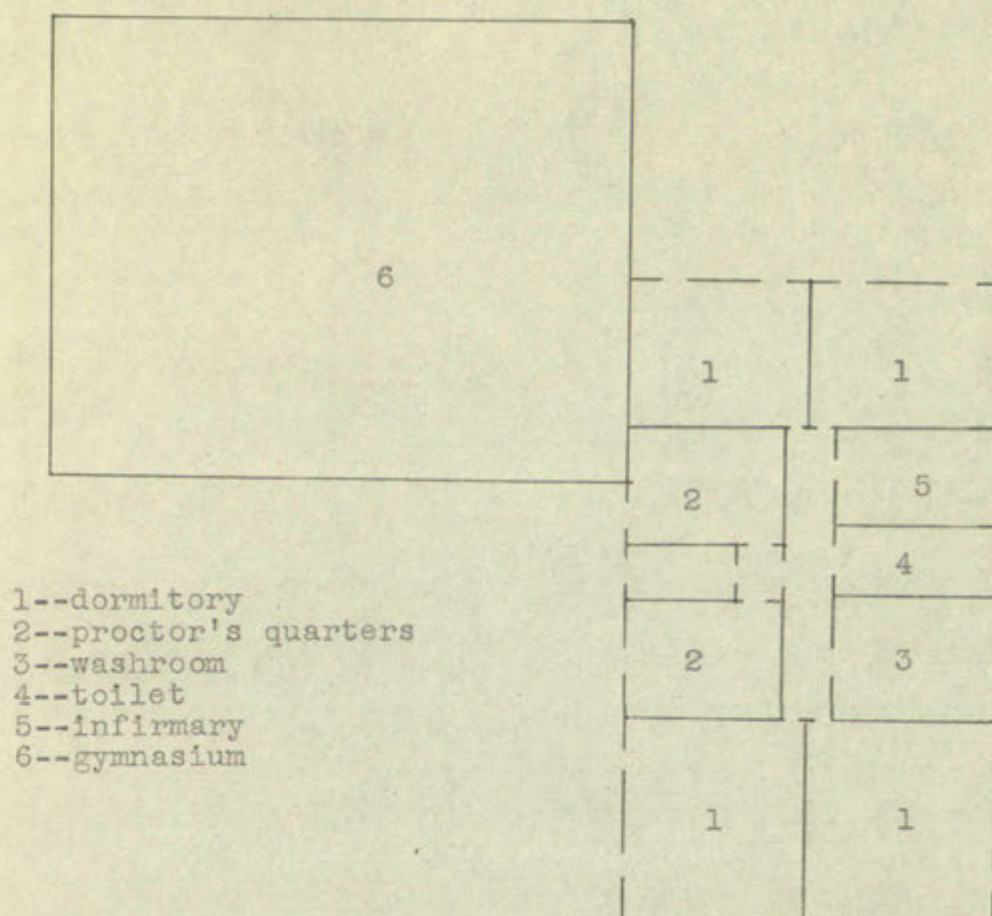 6
1 1
2 5
4
2 3
1 1
1--dormitory
2--proctor's quarters
3--washroom
4--toilet
5--infirmary
6--gymnasium